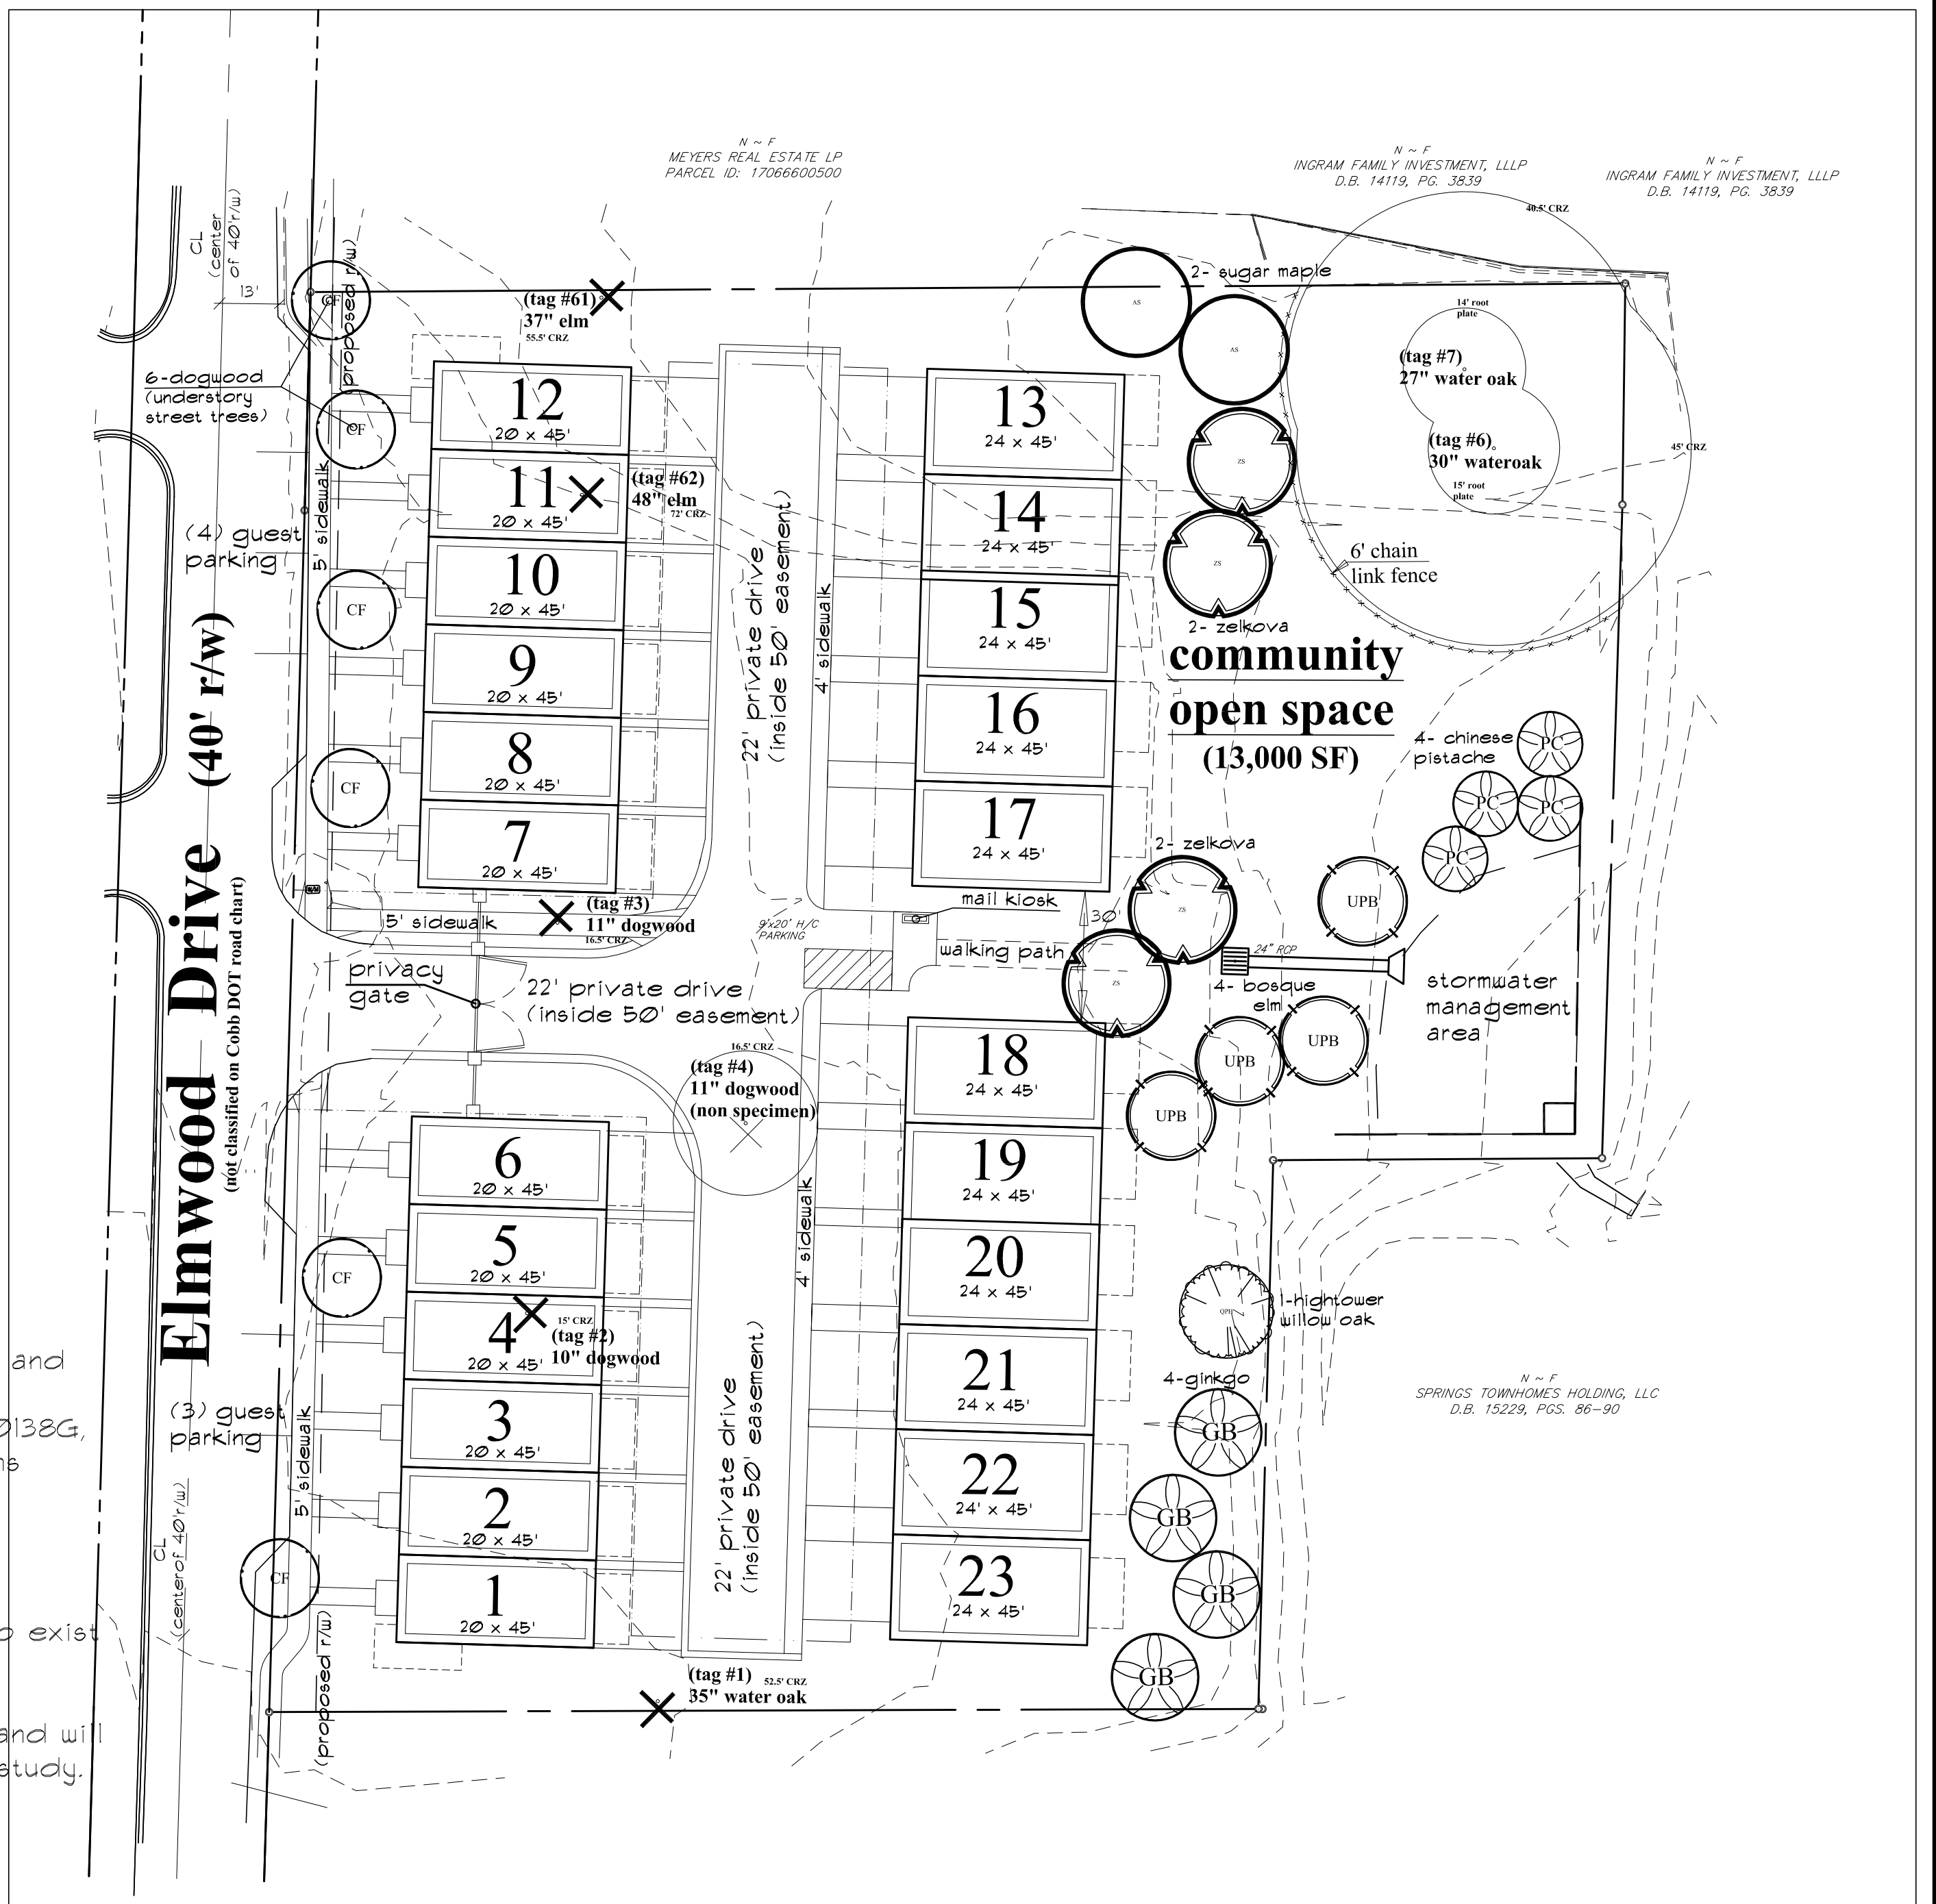 N ~ F
MEYERS REAL ESTATE LP
PARCEL ID: 17066600500
N ~ F
INGRAM FAMILY INVESTMENT, LLLP
D.B. 14119, PG. 3839
N ~ F
INGRAM FAMILY INVESTMENT, LLLP
D.B. 14119, PG. 3839
40.5' CRZ
CL
(center
of 40'r/w)
13'
(proposed r/w)
CF
6-dogwood
(understory
street trees)
CF
(tag #61)
37" elm
55.5' CRZ
2- sugar maple
AS
AS
14' root
plate
(tag #7)
27" water oak
(tag #6)
30" wateroak
15' root
plate
45' CRZ
12
20 x 45'
11
20 x 45'
(tag #62)
48" elm
72' CRZ
10
20 x 45'
9
20 x 45'
8
20 x 45'
7
20 x 45'
13
24 x 45'
14
24 x 45'
15
24 x 45'
16
24 x 45'
17
24 x 45'
5' sidewalk
(4) guest
parking
CF
CF
22' private drive
(inside 50' easement)
4' sidewalk
ZS
ZS
2- zelkova
6' chain
link fence
community
open space
(13,000 SF)
4- chinese
pistache
PC
PC
PC
PC
Elmwood Drive (40' r/w)
(not classified on Cobb DOT road chart)
5' sidewalk
(tag #3)
11" dogwood
16.5' CRZ
9'x20' H/C
PARKING
mail kiosk
30'
walking path
2- zelkova
ZS
ZS
24" RCP
UPB
4- bosque
elm
UPB
UPB
UPB
stormwater
management
area
privacy
gate
22' private drive
(inside 50' easement)
16.5' CRZ
(tag #4)
11" dogwood
(non specimen)
4' sidewalk
6
20 x 45'
5
20 x 45'
4
20 x 45'
15' CRZ
(tag #2)
10" dogwood
3
20 x 45'
2
20 x 45'
1
20 x 45'
18
24 x 45'
19
24 x 45'
20
24 x 45'
21
24 x 45'
22
24' x 45'
23
24 x 45'
CF
1-hightower
willow oak
4-ginkgo
GB
GB
GB
GB
N ~ F
SPRINGS TOWNHOMES HOLDING, LLC
D.B. 15229, PGS. 86-90
(3) guest
parking
5' sidewalk
22' private drive
(inside 50' easement)
CL
(center of 40'r/w)
CF
(proposed r/w)
(tag #1)
52.5' CRZ
35" water oak
and
0138G,
o exist
and will
study.